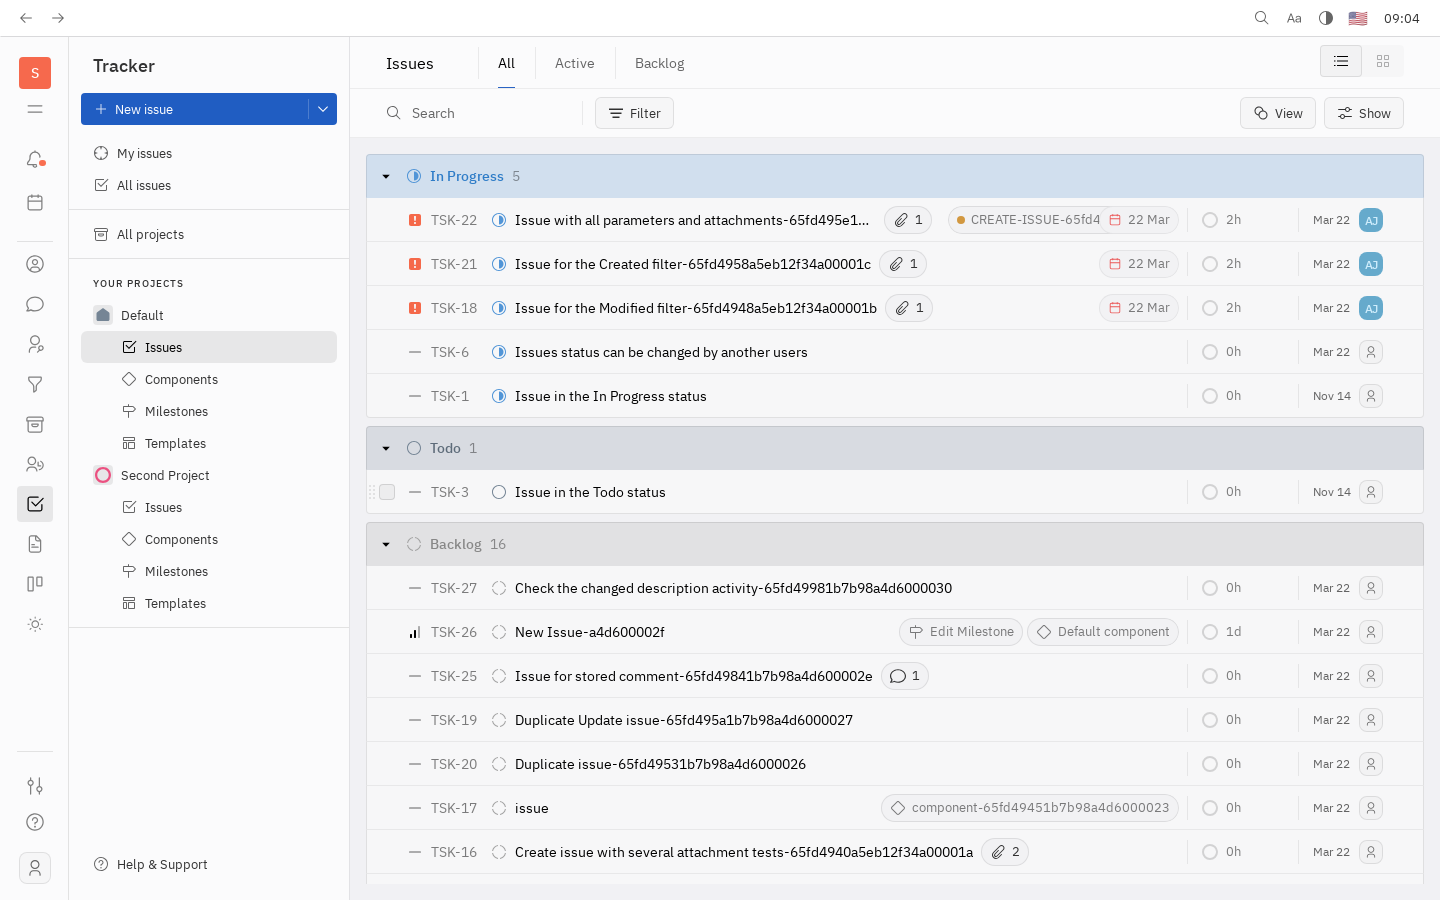 Aa
09:04
S
Tracker
New issue
My issues
All issues
All projects
YOUR PROJECTS
Default
Issues
Components
Milestones
Templates
Second Project
Issues
Components
Milestones
Templates
Help & Support
Issues
All
Active
Backlog
Search
Filter
View
Show
In Progress 5
TSK-22 Issue with all parameters and attachments-65fd495e1... 1 CREATE-ISSUE-65fd4 22 Mar 2h Mar 22 AJ
TSK-21 Issue for the Created filter-65fd4958a5eb12f34a00001c 1 22 Mar 2h Mar 22 AJ
TSK-18 Issue for the Modified filter-65fd4948a5eb12f34a00001b 1 22 Mar 2h Mar 22 AJ
TSK-6 Issues status can be changed by another users 0h Mar 22
TSK-1 Issue in the In Progress status 0h Nov 14
Todo 1
TSK-3 Issue in the Todo status 0h Nov 14
Backlog 16
TSK-27 Check the changed description activity-65fd49981b7b98a4d6000030 0h Mar 22
TSK-26 New Issue-a4d600002f Edit Milestone Default component 1d Mar 22
TSK-25 Issue for stored comment-65fd49841b7b98a4d600002e 1 0h Mar 22
TSK-19 Duplicate Update issue-65fd495a1b7b98a4d6000027 0h Mar 22
TSK-20 Duplicate issue-65fd49531b7b98a4d6000026 0h Mar 22
TSK-17 issue component-65fd49451b7b98a4d6000023 0h Mar 22
TSK-16 Create issue with several attachment tests-65fd4940a5eb12f34a00001a 2 0h Mar 22